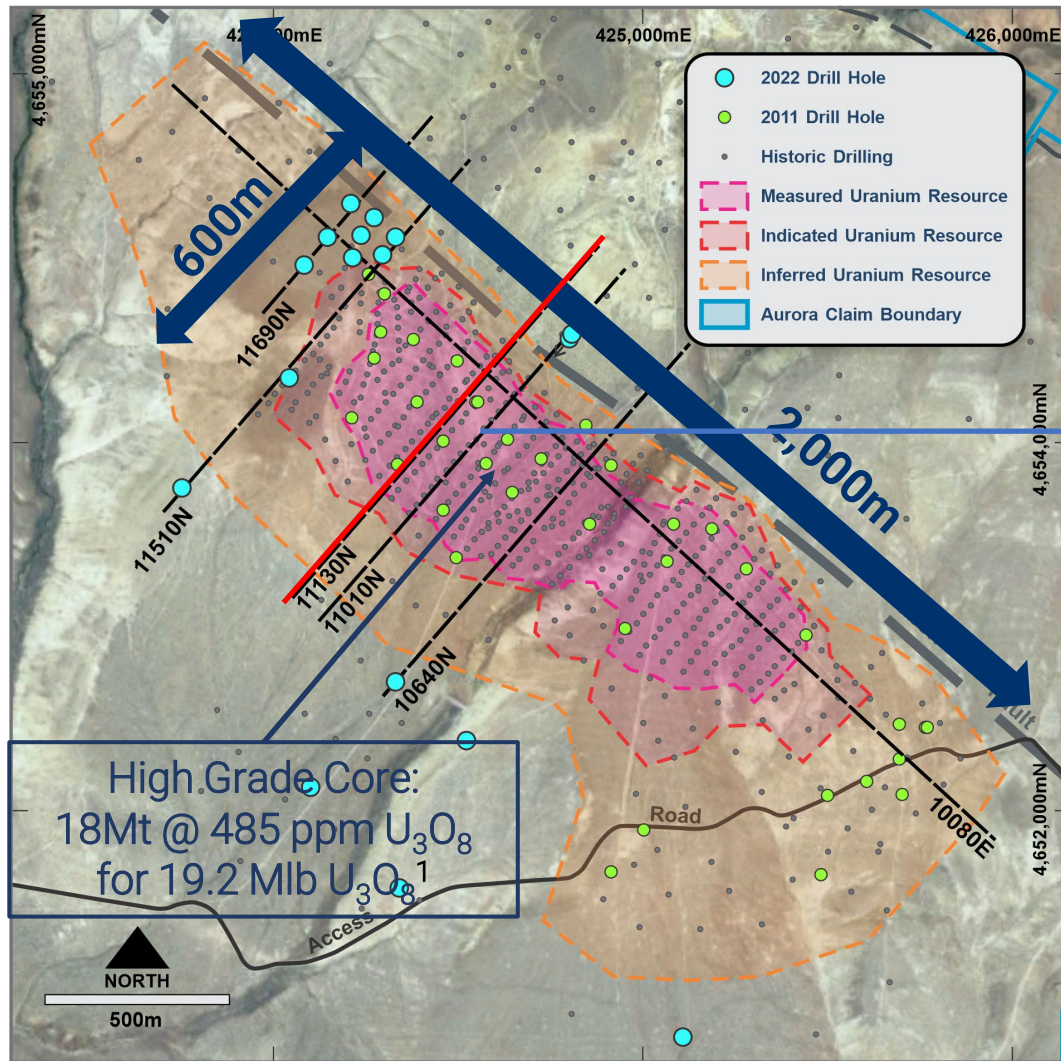 425,000mE
426,000mE
4,655,000mN
2022 Drill Hole
2011 Drill Hole
Historic Drilling
Measured Uranium Resource
Indicated Uranium Resource
Inferred Uranium Resource
Aurora Claim Boundary
600m
2,000m
11690N
11510N
11130N
11010N
10640N
4,654,000mN
High Grade Core:
18Mt @ 485 ppm U₃O₈
for 19.2 Mlb U₃O₈¹
Road
10080E
4,652,000mN
Access
NORTH
500m